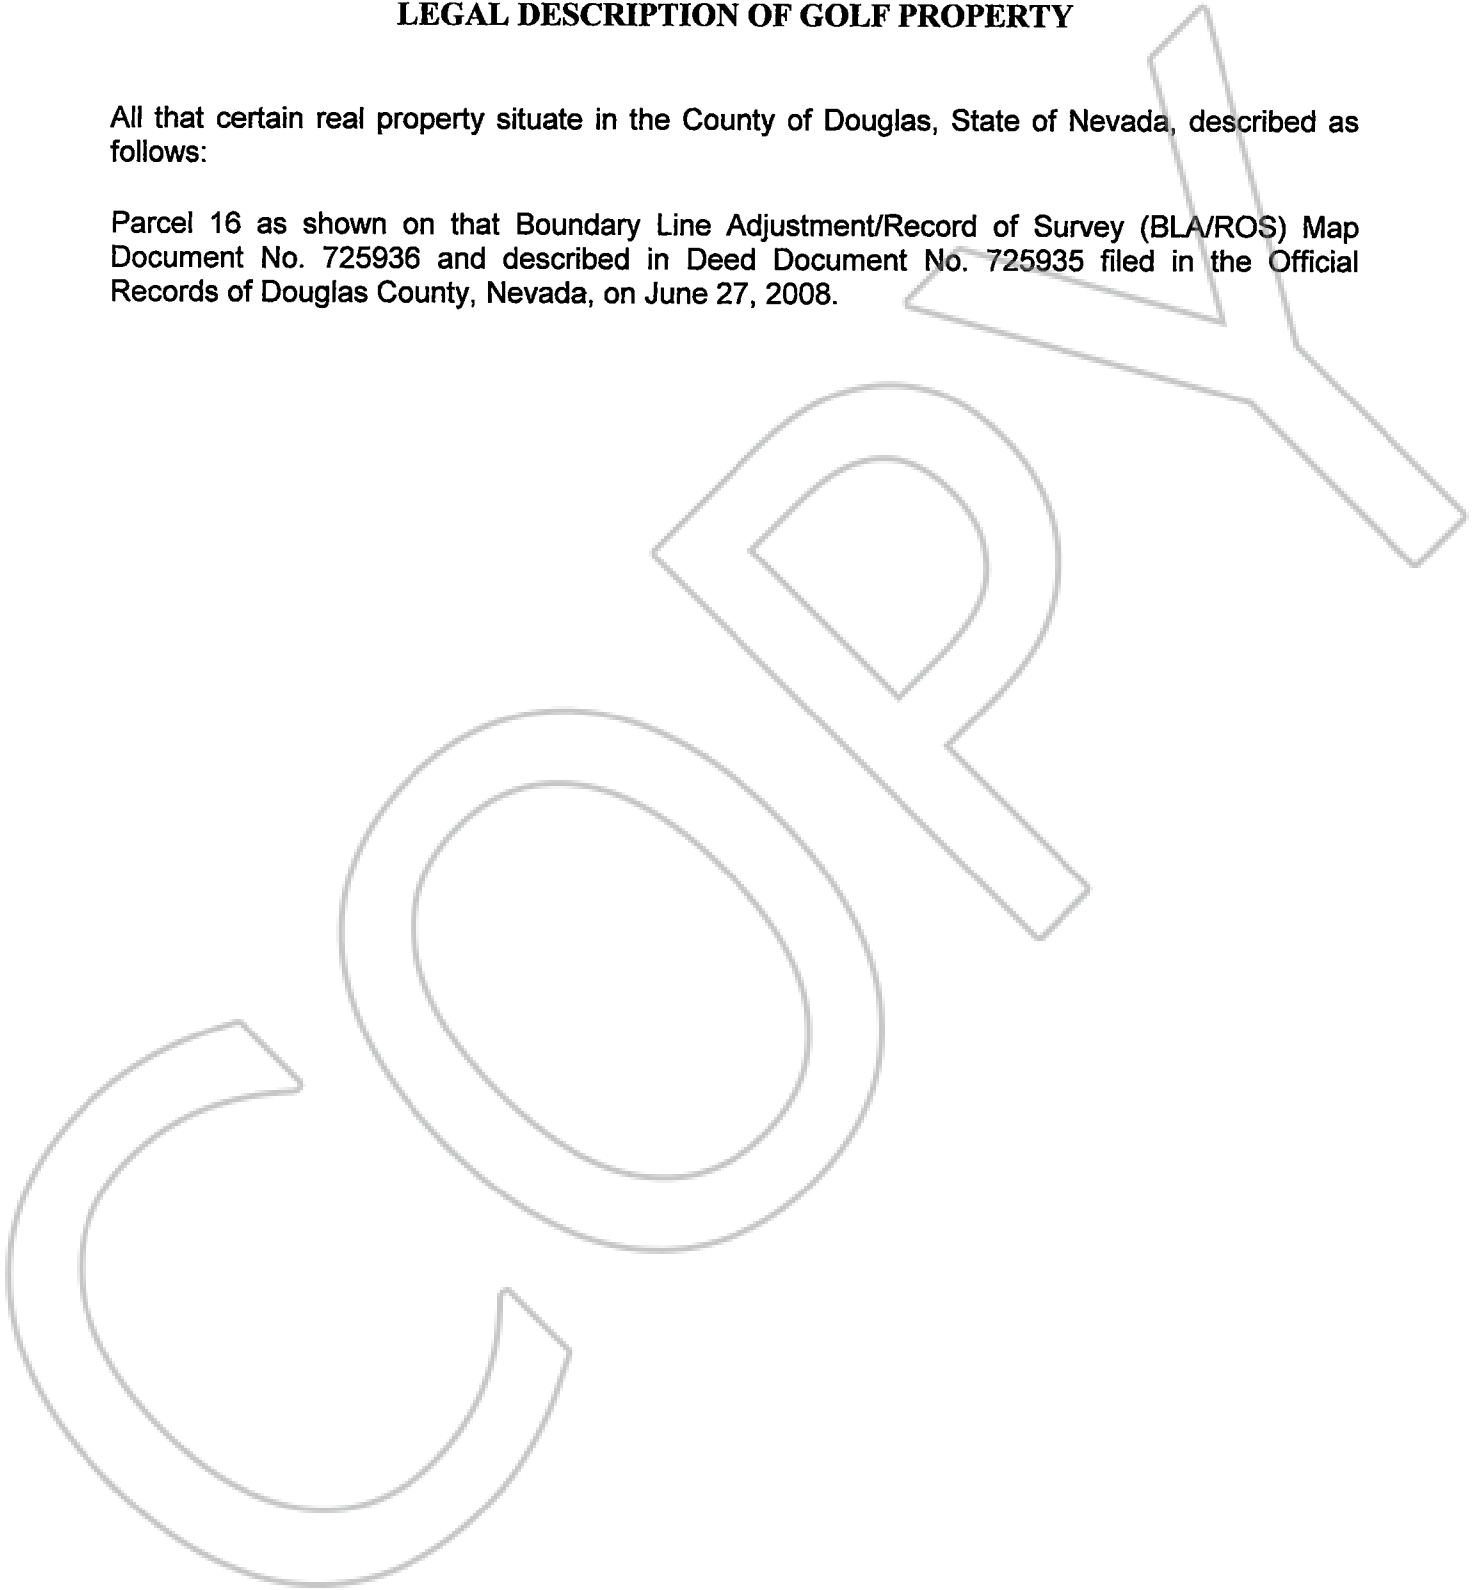 LEGAL DESCRIPTION OF GOLF PROPERTY
All that certain real property situate in the County of Douglas, State of Nevada, described as
follows:
Parcel 16 as shown on that Boundary Line Adjustment/Record of Survey (BLA/ROS) Map
Document No. 725936 and described in Deed Document No. 725935 filed in the Official
Records of Douglas County, Nevada, on June 27, 2008.
COPY